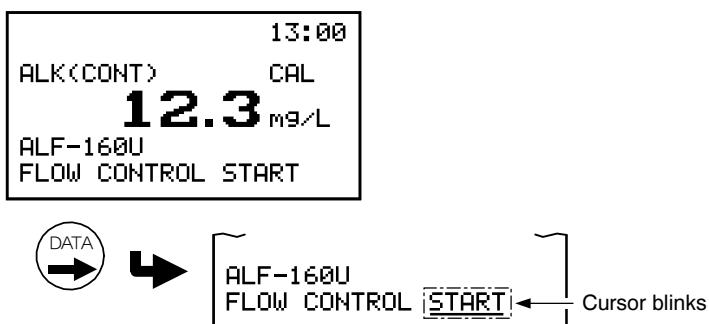 13:00
ALK(CONT) CAL
12.3 mg/L
ALF-160U
FLOW CONTROL START
DATA
ALF-160U
FLOW CONTROL START
Cursor blinks